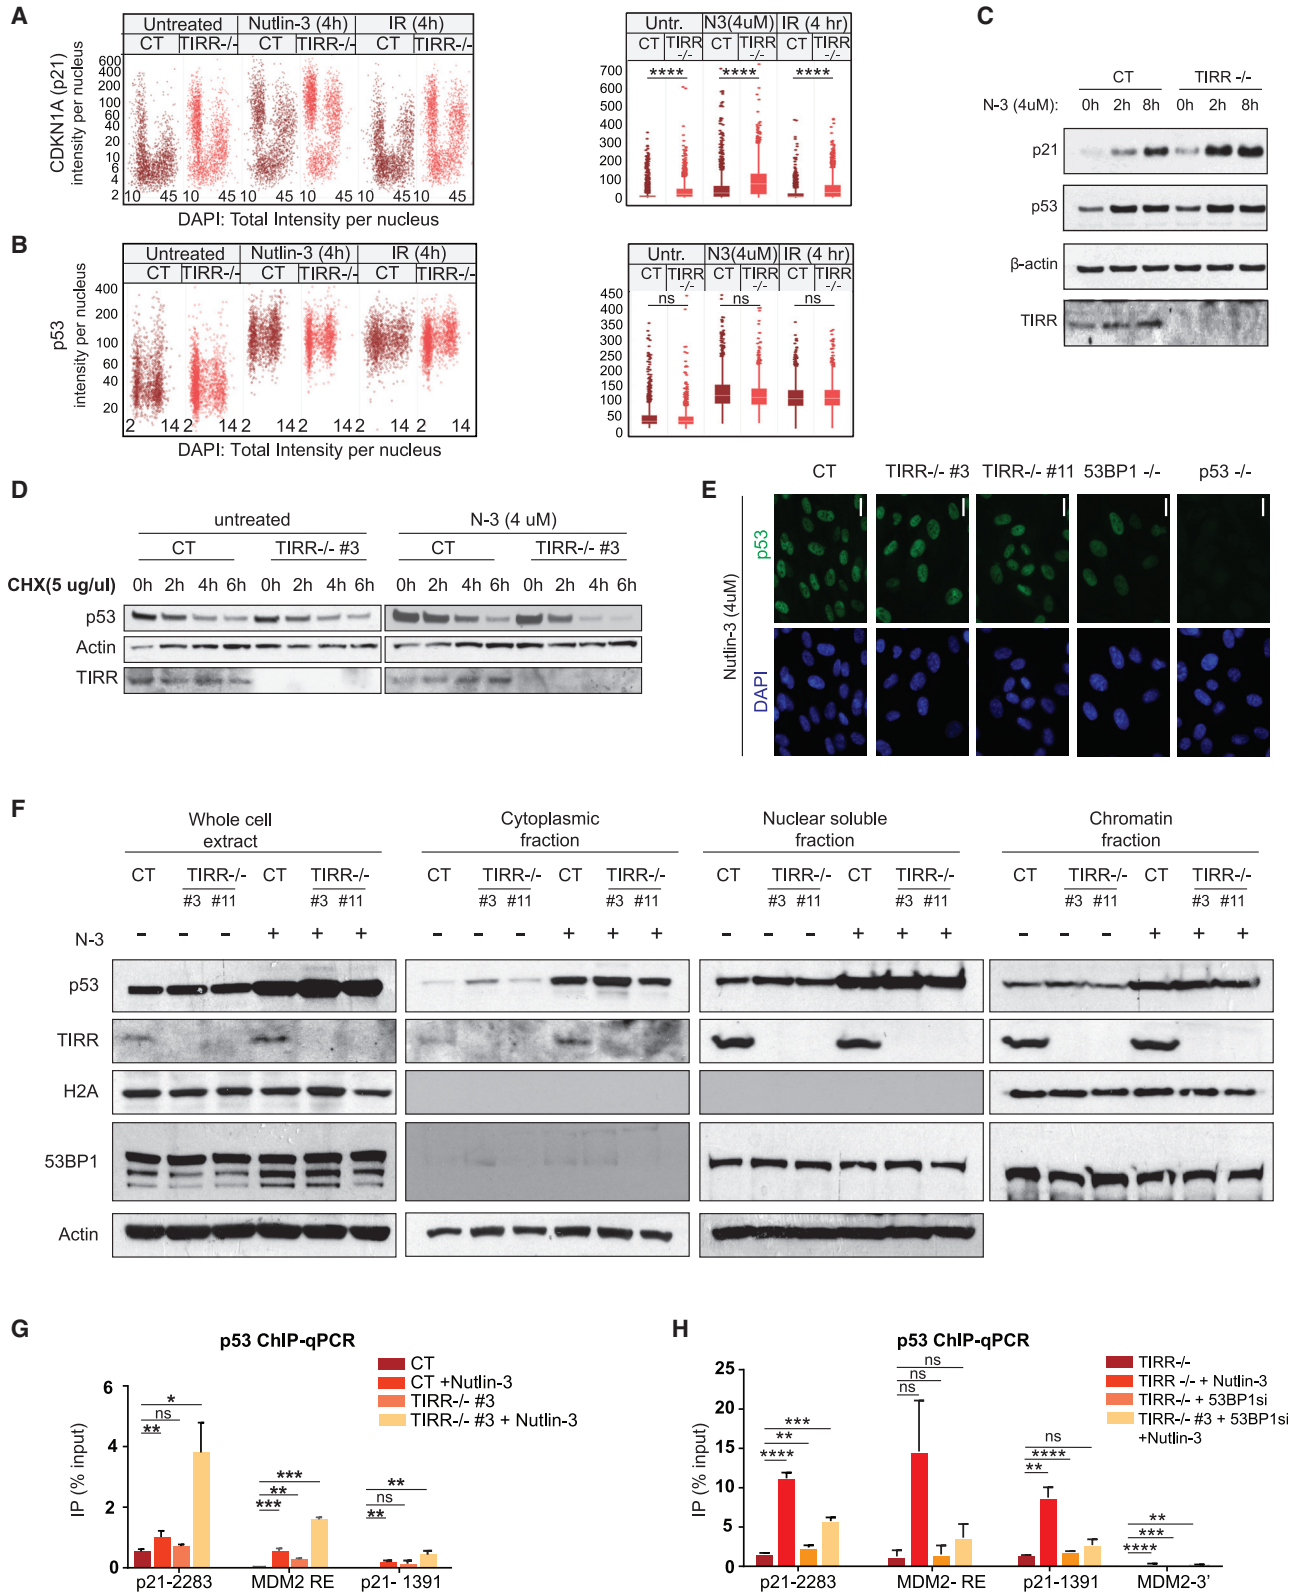 A
Untreated Nutlin-3 (4h) IR (4h)
CT TIRR-/- CT TIRR-/- CT TIRR-/-
CDKN1A (p21)
intensity per nucleus
600
400
200
100
60
20
10
6
4
2
10 45 10 45 10 45 10 45 10 45 10 45
DAPI: Total Intensity per nucleus
Untr. N3(4uM) IR (4 hr)
CT TIRR -/- CT TIRR -/- CT TIRR -/-
**** **** ****
700
600
500
400
300
200
100
0
B
Untreated Nutlin-3 (4h) IR (4h)
CT TIRR-/- CT TIRR-/- CT TIRR-/-
p53
intensity per nucleus
400
200
100
60
40
20
2 14 2 14 2 14 2 14 2 14 2 14
DAPI: Total Intensity per nucleus
Untr. N3(4uM) IR (4 hr)
CT TIRR -/- CT TIRR -/- CT TIRR -/-
ns ns ns
450
400
350
300
250
200
150
100
50
0
C
CT TIRR -/-
N-3 (4uM): 0h 2h 8h 0h 2h 8h
p21
p53
β-actin
TIRR
D
untreated N-3 (4 uM)
CT TIRR-/- #3 CT TIRR-/- #3
CHX(5 ug/ul) 0h 2h 4h 6h 0h 2h 4h 6h 0h 2h 4h 6h 0h 2h 4h 6h
p53
Actin
TIRR
E
CT TIRR-/- #3 TIRR-/- #11 53BP1 -/- p53 -/-
Nutlin-3 (4uM)
p53
DAPI
F
Whole cell extract
Cytoplasmic fraction
Nuclear soluble fraction
Chromatin fraction
CT TIRR-/- CT TIRR-/- CT TIRR-/- CT TIRR-/- CT TIRR-/- CT TIRR-/- CT TIRR-/- CT TIRR-/-
#3 #11 #3 #11 #3 #11 #3 #11 #3 #11 #3 #11 #3 #11 #3 #11
N-3 - - - + + + - - - + + + - - - + + + - - - + + +
p53
TIRR
H2A
53BP1
Actin
G
p53 ChIP-qPCR
CT
CT +Nutlin-3
TIRR-/- #3
TIRR-/- #3 + Nutlin-3
IP (% input)
6
4
2
0
*
ns
**
***
**
***
**
ns
**
p21-2283 MDM2 RE p21- 1391
H
p53 ChIP-qPCR
TIRR-/-
TIRR -/- + Nutlin-3
TIRR-/- + 53BP1si
TIRR-/- #3 + 53BP1si
+Nutlin-3
IP (% input)
25
20
15
10
5
0
***
**
****
ns
ns
ns
ns
****
**
**
***
****
p21-2283 MDM2- RE p21-1391 MDM2-3'